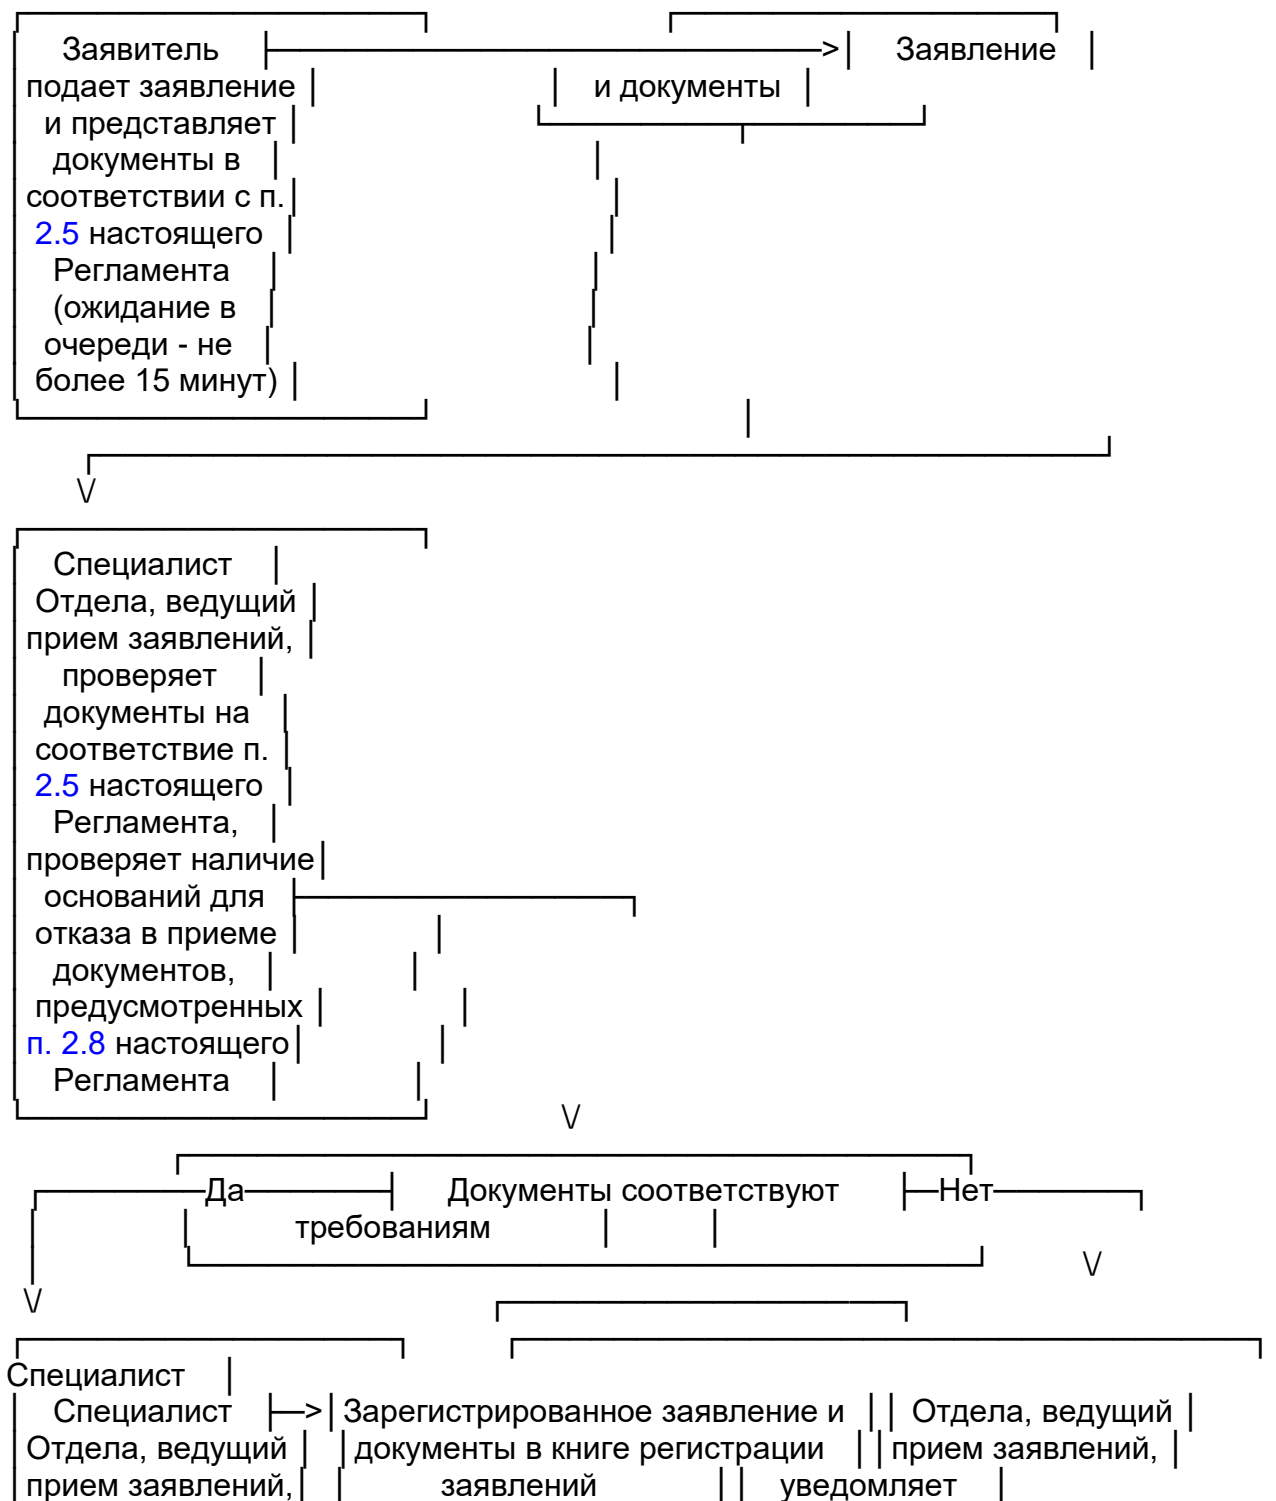 Заявитель > Заявление
подает заявление и документы
и представляет
документы в
соответствии с п.
2.5 настоящего
Регламента
(ожидание в
очереди - не
более 15 минут)
\/
Специалист
Отдела, ведущий
прием заявлений,
проверяет
документы на
соответствие п.
2.5 настоящего
Регламента,
проверяет наличие
оснований для
отказа в приеме
документов,
предусмотренных
п. 2.8 настоящего
Регламента
\/
Да Документы соответствуют Нет
требованиям
\/
\/
Специалист
Специалист > Зарегистрированное заявление и Отдела, ведущий
Отдела, ведущий документы в книге регистрации прием заявлений,
прием заявлений, заявлений уведомляет